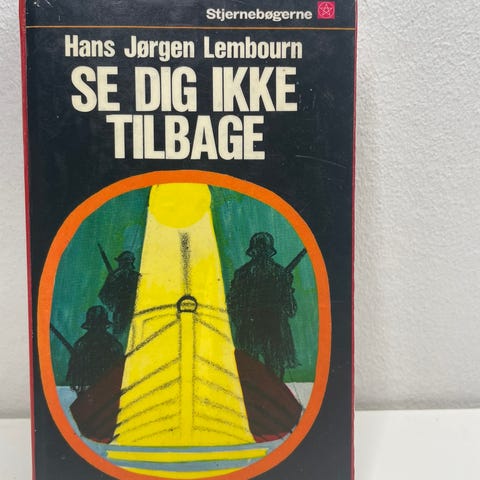 Stjernebøgerne
Hans Jørgen Lembourn
SE DIG IKKE
TILBAGE